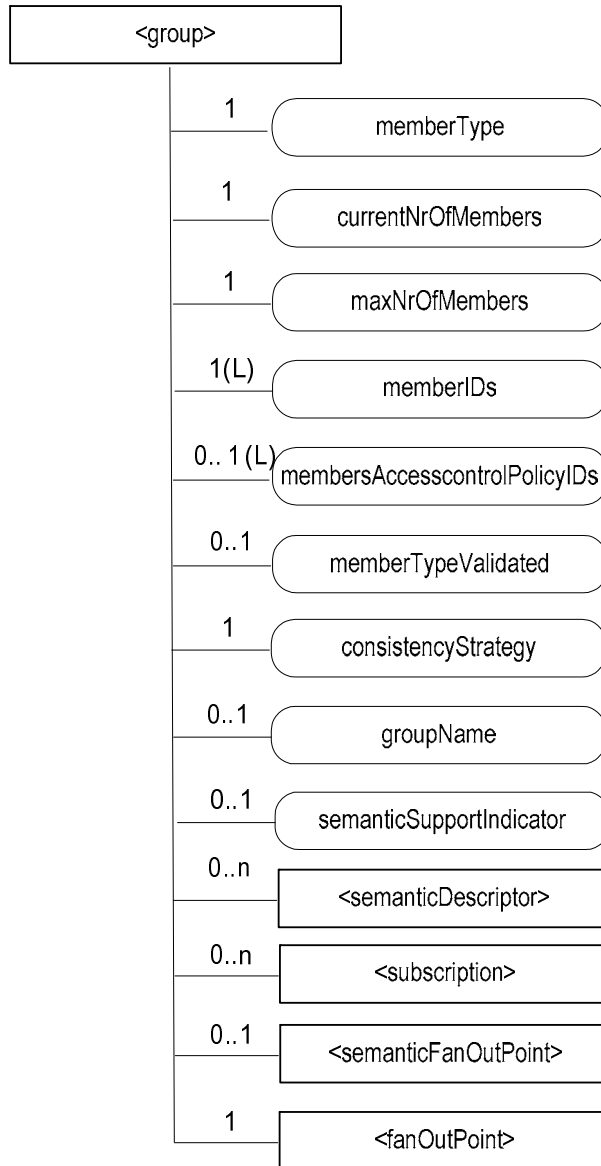 <group>
1
memberType
1
currentNrOfMembers
1
maxNrOfMembers
1(L)
memberIDs
0.. 1 (L)
membersAccesscontrolPolicyIDs
0..1
memberTypeValidated
1
consistencyStrategy
0..1
groupName
0..1
semanticSupportIndicator
0..n
<semanticDescriptor>
0..n
<subscription>
0..1
<semanticFanOutPoint>
1
<fanOutPoint>